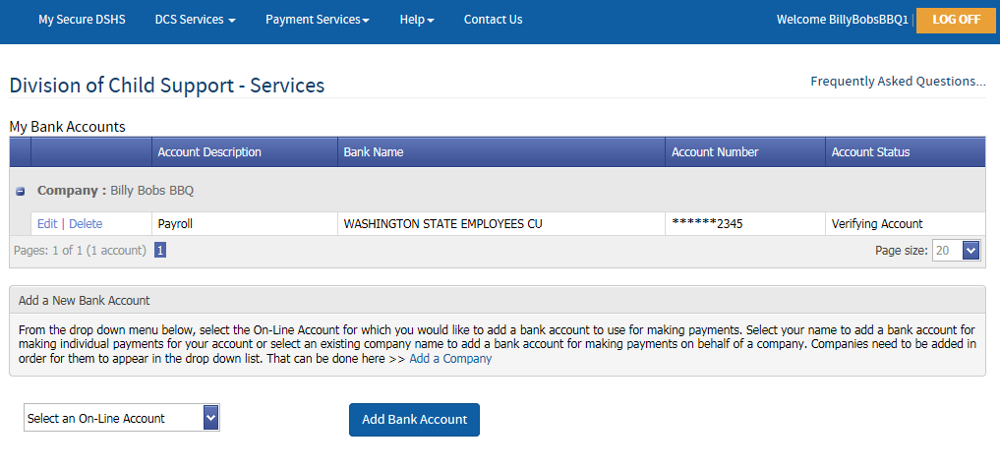 My Secure DSHS DCS Services Payment Services Help Contact Us Welcome BillyBobsBBQ1 | LOG OFF
Division of Child Support - Services Frequently Asked Questions...
My Bank Accounts
Account Description Bank Name Account Number Account Status
Company : Billy Bobs BBQ
Edit | Delete Payroll WASHINGTON STATE EMPLOYEES CU ******2345 Verifying Account
Pages: 1 of 1 (1 account) 1 Page size: 20
Add a New Bank Account
From the drop down menu below, select the On-Line Account for which you would like to add a bank account to use for making payments. Select your name to add a bank account for
making individual payments for your account or select an existing company name to add a bank account for making payments on behalf of a company. Companies need to be added in
order for them to appear in the drop down list. That can be done here >> Add a Company
Select an On-Line Account Add Bank Account